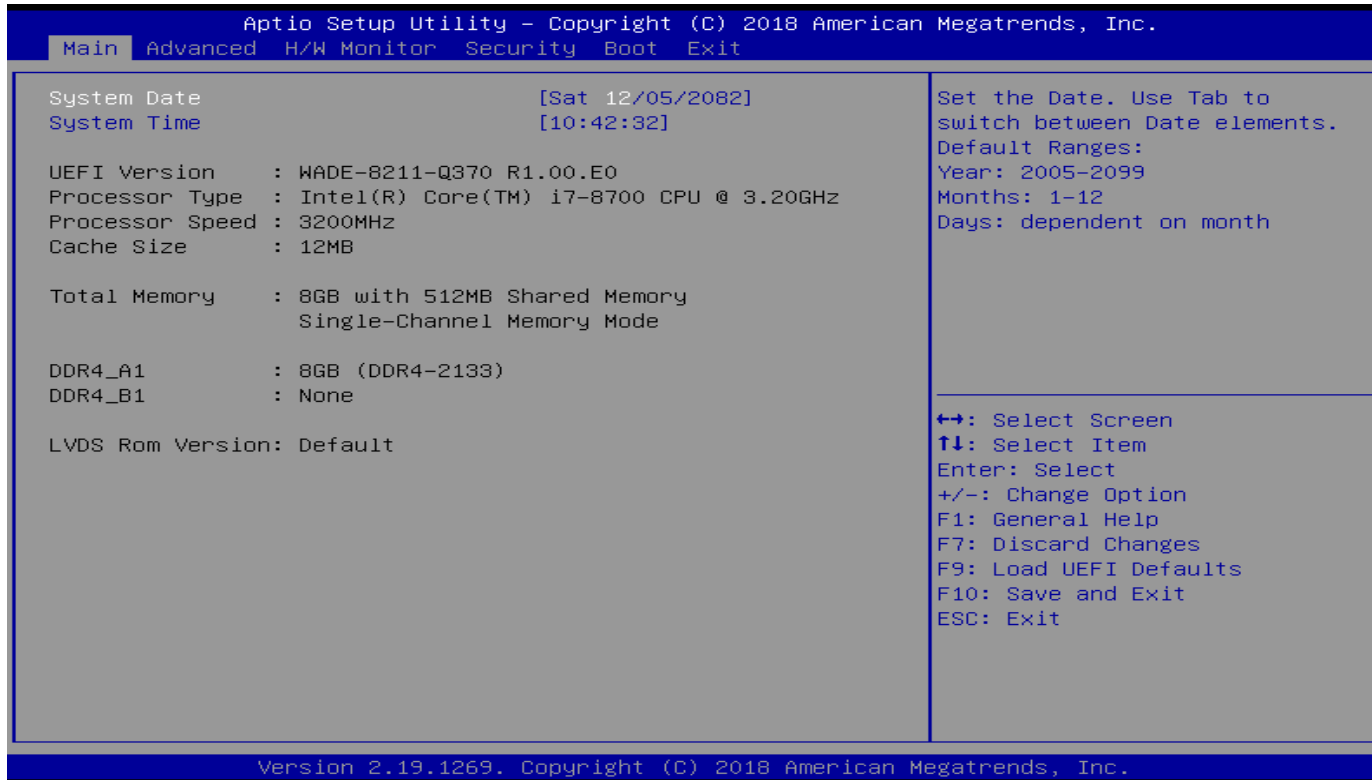 Aptio Setup Utility – Copyright (C) 2018 American Megatrends, Inc.
Main Advanced H/W Monitor Security Boot Exit
System Date [Sat 12/05/2082]
System Time [10:42:32]
UEFI Version : WADE-8211-Q370 R1.00.E0
Processor Type : Intel(R) Core(TM) i7-8700 CPU @ 3.20GHz
Processor Speed : 3200MHz
Cache Size : 12MB
Total Memory : 8GB with 512MB Shared Memory
Single-Channel Memory Mode
DDR4_A1 : 8GB (DDR4-2133)
DDR4_B1 : None
LVDS Rom Version: Default
Set the Date. Use Tab to
switch between Date elements.
Default Ranges:
Year: 2005-2099
Months: 1-12
Days: dependent on month
↔: Select Screen
↑↓: Select Item
Enter: Select
+/-: Change Option
F1: General Help
F7: Discard Changes
F9: Load UEFI Defaults
F10: Save and Exit
ESC: Exit
Version 2.19.1269. Copyright (C) 2018 American Megatrends, Inc.